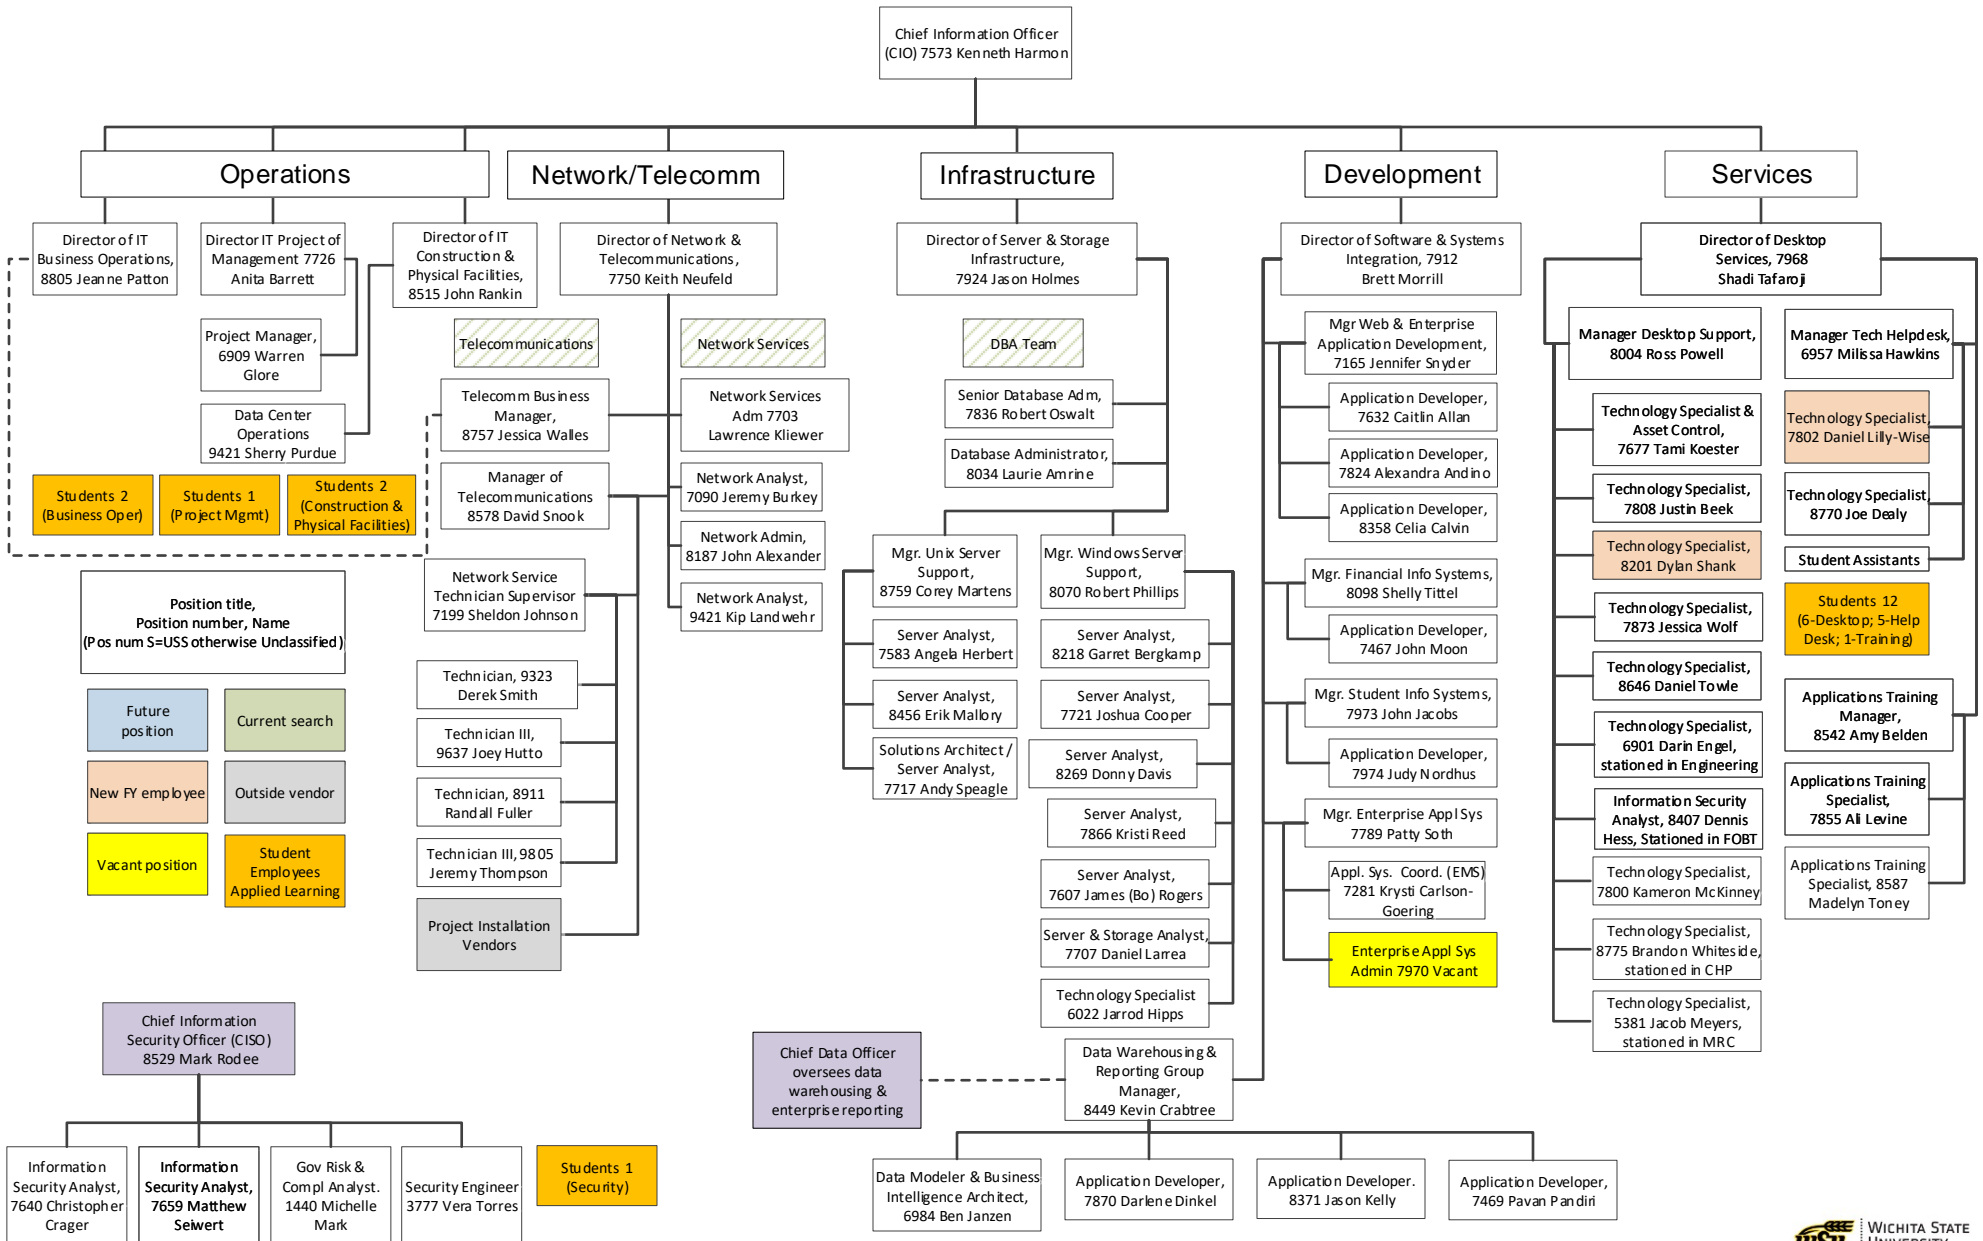 Chief Information Officer
(CIO) 7573 Kenneth Harmon
Operations
Network/Telecomm
Infrastructure
Development
Services
Director of IT
Business Operations,
8805 Jeanne Patton
Director IT Project of
Management 7726
Anita Barrett
Director of IT
Construction &
Physical Facilities,
8515 John Rankin
Director of Network &
Telecommunications,
7750 Keith Neufeld
Director of Server & Storage
Infrastructure,
7924 Jason Holmes
Director of Software & Systems
Integration, 7912
Brett Morrill
Director of Desktop
Services, 7968
Shadi Tafaroji
Project Manager,
6909 Warren
Glore
Data Center
Operations
9421 Sherry Purdue
Students 2
(Business Oper)
Students 1
(Project Mgmt)
Students 2
(Construction &
Physical Facilities)
Position title,
Position number, Name
(Pos num S=USS otherwise Unclassified)
Future
position
Current search
New FY employee
Outside vendor
Vacant position
Student
Employees
Applied Learning
Telecommunications
Network Services
Telecomm Business
Manager,
8757 Jessica Walles
Manager of
Telecommunications
8578 David Snook
Network Service
Technician Supervisor
7199 Sheldon Johnson
Technician, 9323
Derek Smith
Technician III,
9637 Joey Hutto
Technician, 8911
Randall Fuller
Technician III, 9805
Jeremy Thompson
Project Installation
Vendors
Network Services
Adm 7703
Lawrence Kliewer
Network Analyst,
7090 Jeremy Burkey
Network Admin,
8187 John Alexander
Network Analyst,
9421 Kip Landwehr
DBA Team
Senior Database Adm,
7836 Robert Oswalt
Database Administrator,
8034 Laurie Amrine
Mgr. Unix Server
Support,
8759 Corey Martens
Server Analyst,
7583 Angela Herbert
Server Analyst,
8456 Erik Mallory
Solutions Architect /
Server Analyst,
7717 Andy Speagle
Mgr. Windows Server
Support,
8070 Robert Phillips
Server Analyst,
8218 Garret Bergkamp
Server Analyst,
7721 Joshua Cooper
Server Analyst,
8269 Donny Davis
Server Analyst,
7866 Kristi Reed
Server Analyst,
7607 James (Bo) Rogers
Server & Storage Analyst,
7707 Daniel Larrea
Technology Specialist
6022 Jarrod Hipps
Mgr Web & Enterprise
Application Development,
7165 Jennifer Snyder
Application Developer,
7632 Caitlin Allan
Application Developer,
7824 Alexandra Andino
Application Developer,
8358 Celia Calvin
Mgr. Financial Info Systems,
8098 Shelly Tittel
Application Developer,
7467 John Moon
Mgr. Student Info Systems,
7973 John Jacobs
Application Developer,
7974 Judy Nordhus
Mgr. Enterprise Appl Sys
7789 Patty Soth
Appl. Sys. Coord. (EMS)
7281 Krysti Carlson-
Goering
Enterprise Appl Sys
Admin 7970 Vacant
Manager Desktop Support,
8004 Ross Powell
Technology Specialist &
Asset Control,
7677 Tami Koester
Technology Specialist,
7808 Justin Beek
Technology Specialist,
8201 Dylan Shank
Technology Specialist,
7873 Jessica Wolf
Technology Specialist,
8646 Daniel Towle
Technology Specialist,
6901 Darin Engel,
stationed in Engineering
Information Security
Analyst, 8407 Dennis
Hess, Stationed in FOBT
Technology Specialist,
7800 Kameron McKinney
Technology Specialist,
8775 Brandon Whiteside,
stationed in CHP
Technology Specialist,
5381 Jacob Meyers,
stationed in MRC
Manager Tech Helpdesk,
6957 Milissa Hawkins
Technology Specialist,
7802 Daniel Lilly-Wise
Technology Specialist,
8770 Joe Dealy
Student Assistants
Students 12
(6-Desktop; 5-Help
Desk; 1-Training)
Applications Training
Manager,
8542 Amy Belden
Applications Training
Specialist,
7855 Ali Levine
Applications Training
Specialist, 8587
Madelyn Toney
Chief Information
Security Officer (CISO)
8529 Mark Rodee
Information
Security Analyst,
7640 Christopher
Crager
Information
Security Analyst,
7659 Matthew
Seiwert
Gov Risk &
Compl Analyst.
1440 Michelle
Mark
Security Engineer
3777 Vera Torres
Students 1
(Security)
Chief Data Officer
oversees data
warehousing &
enterprise reporting
Data Warehousing &
Reporting Group
Manager,
8449 Kevin Crabtree
Data Modeler & Business
Intelligence Architect,
6984 Ben Janzen
Application Developer,
7870 Darlene Dinkel
Application Developer.
8371 Jason Kelly
Application Developer,
7469 Pavan Pandiri
WICHITA STATE
UNIVERSITY